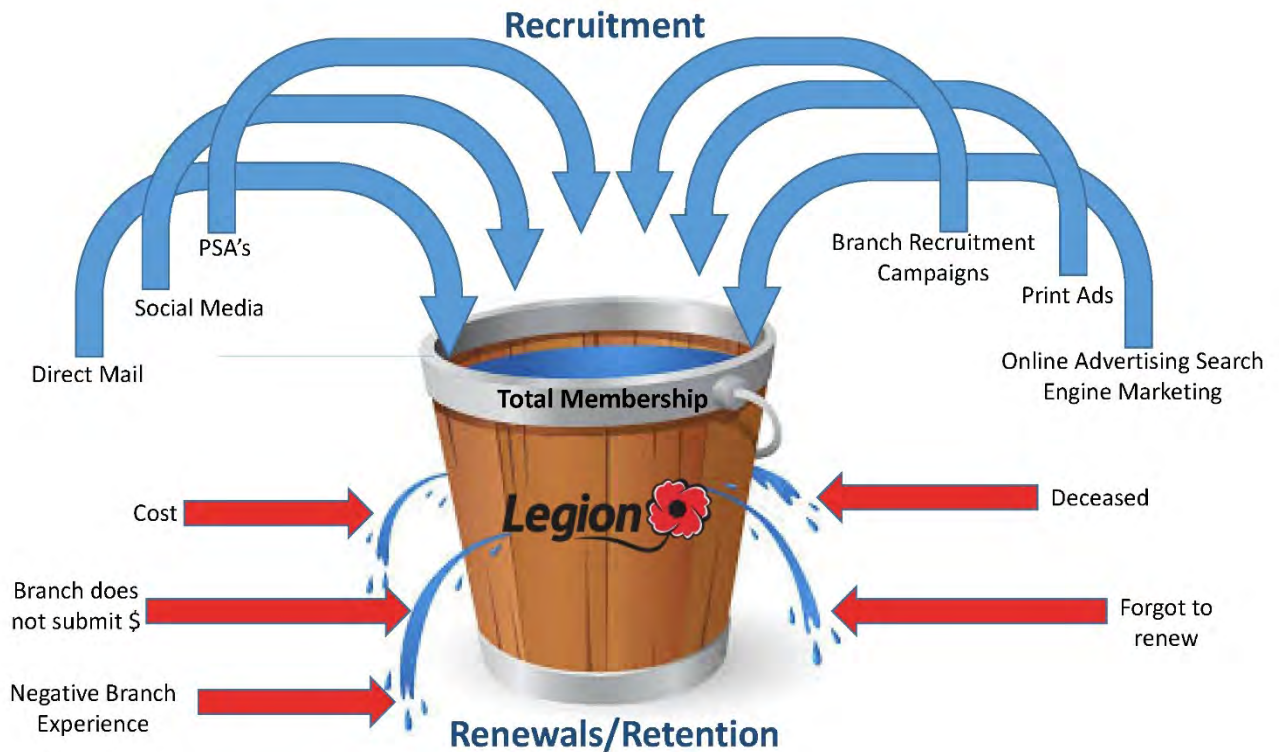 Recruitment
PSA's
Social Media
Direct Mail
Branch Recruitment
Campaigns
Print Ads
Online Advertising Search
Engine Marketing
Total Membership
Legion
Cost
Branch does
not submit $
Negative Branch
Experience
Deceased
Forgot to
renew
Renewals/Retention